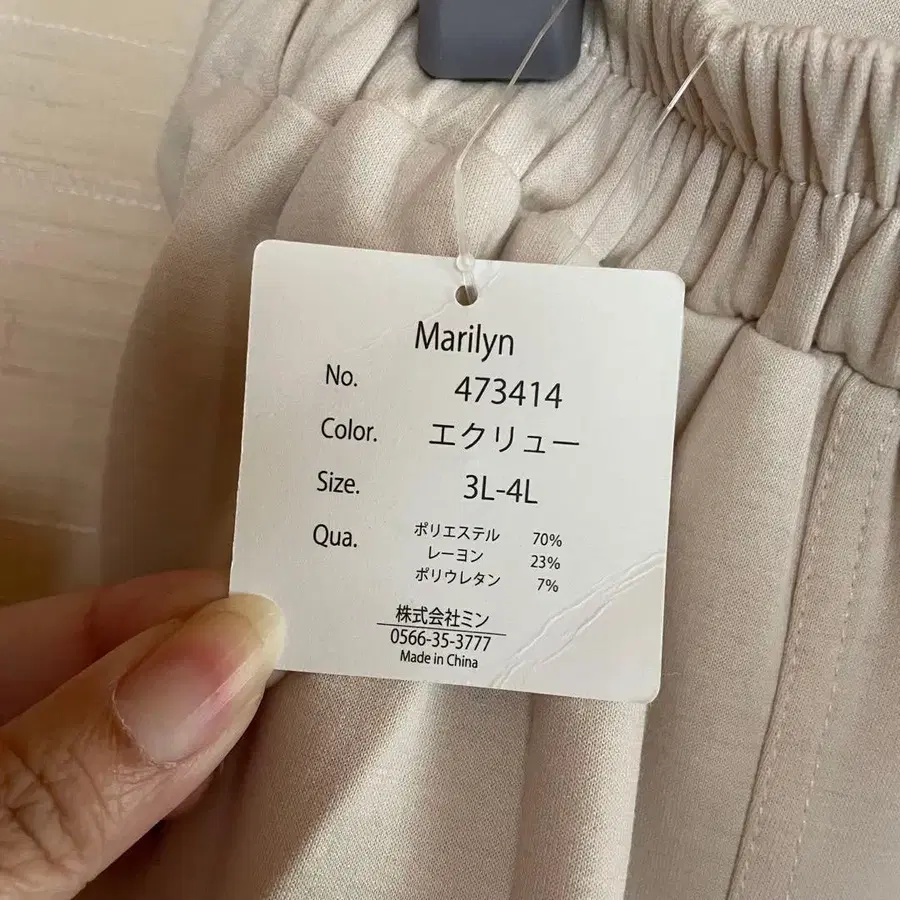 Marilyn
No. 473414
Color. エクリュー
Size. 3L-4L
Qua. ポリエステル 70%
レーヨン 23%
ポリウレタン 7%
株式会社ミン
0566-35-3777
Made in China